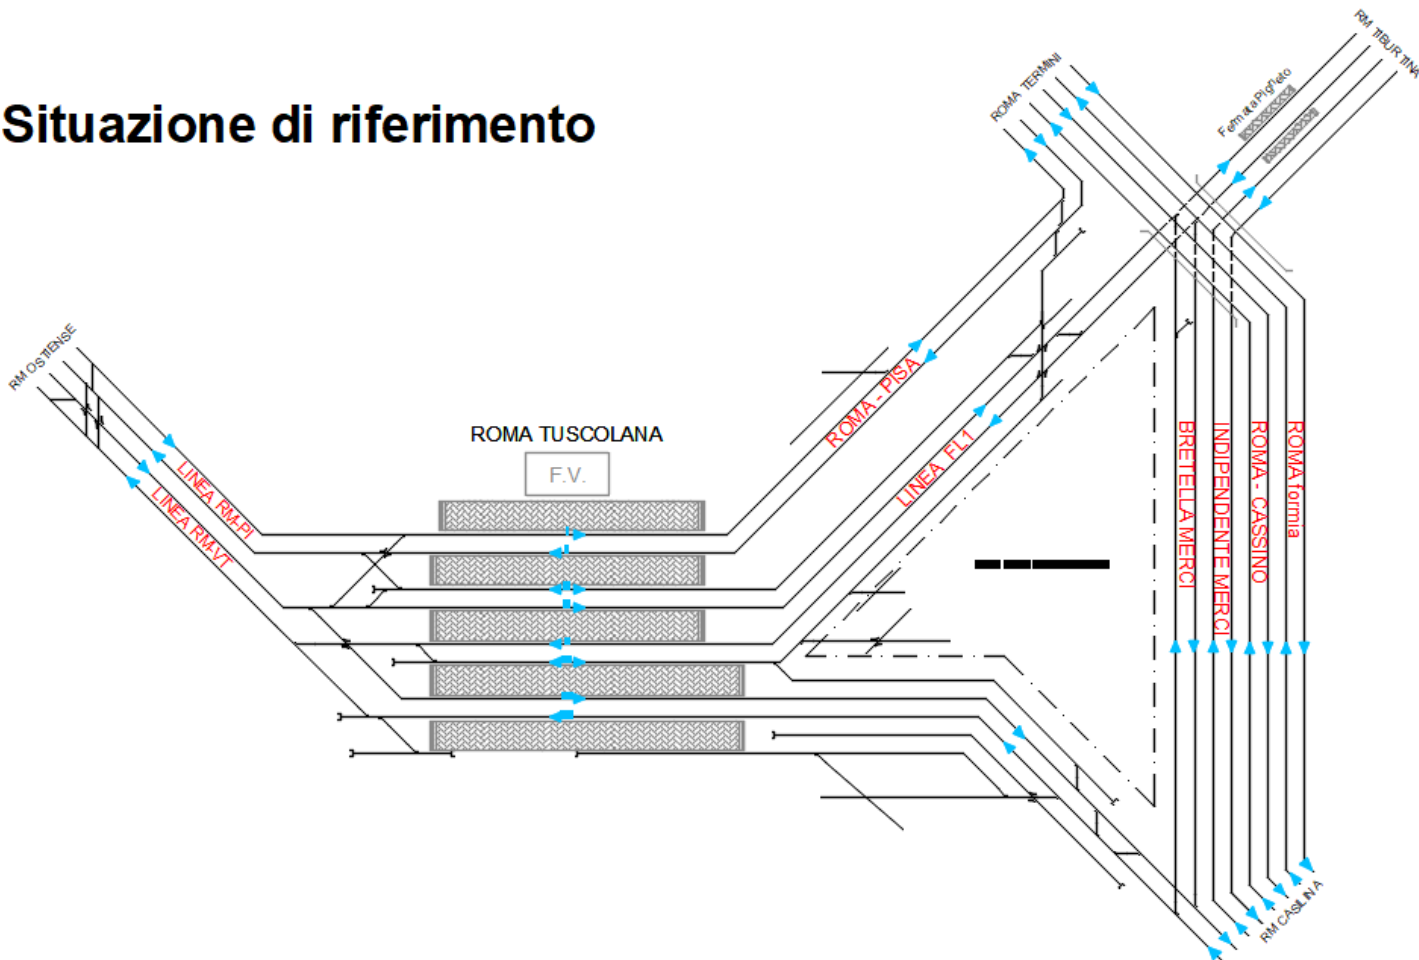 RM TIBURTINA
ROMA TERMINI
Fermata Pigneto
Situazione di riferimento
RM OSTIENSE
ROMA - PISA
ROMA TUSCOLANA
F.V.
LINEA FL1
LINEA RM-PI
LINEA RM-VT
BRETELLA MERCI
INDIPENDENTE MERCI
ROMA - CASSINO
ROMA formia
RM CASILINA